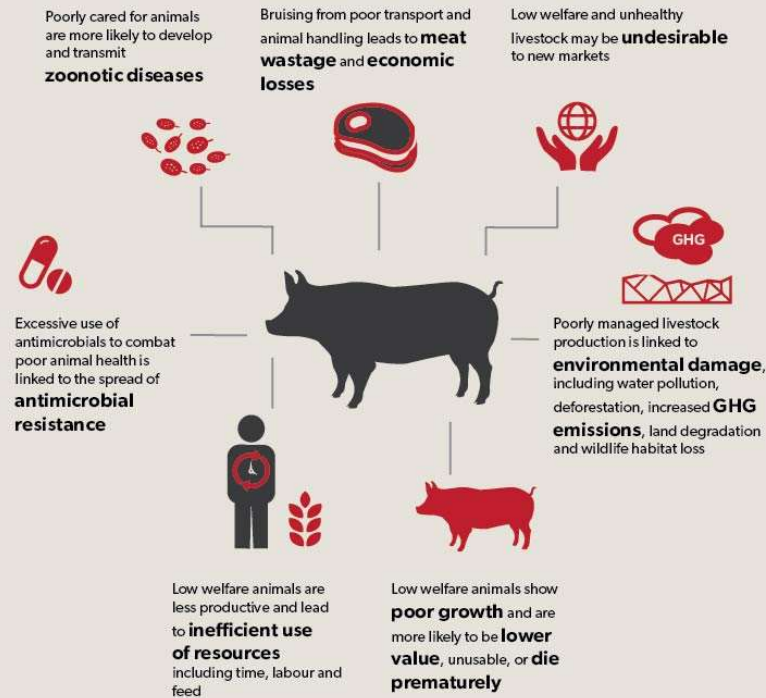 Poorly cared for animals
are more likely to develop
and transmit
zoonotic diseases
Bruising from poor transport and
animal handling leads to meat
wastage and economic
losses
Low welfare and unhealthy
livestock may be undesirable
to new markets
GHG
Excessive use of
antimicrobials to combat
poor animal health is
linked to the spread of
antimicrobial
resistance
Poorly managed livestock
production is linked to
environmental damage,
including water pollution,
deforestation, increased GHG
emissions, land degradation
and wildlife habitat loss
Low welfare animals are
less productive and lead
to inefficient use
of resources
including time, labour and
feed
Low welfare animals show
poor growth and are
more likely to be lower
value, unusable, or die
prematurely